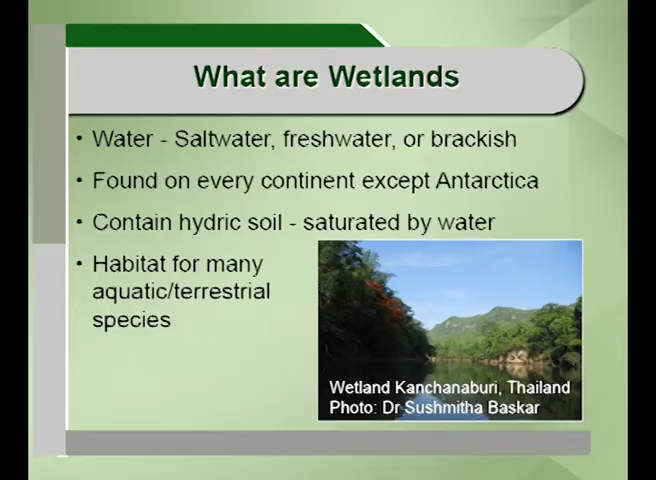 What are Wetlands
• Water - Saltwater, freshwater, or brackish
• Found on every continent except Antarctica
• Contain hydric soil - saturated by water
• Habitat for many
aquatic/terrestrial
species
Wetland Kanchanaburi, Thailand
Photo: Dr Sushmitha Baskar